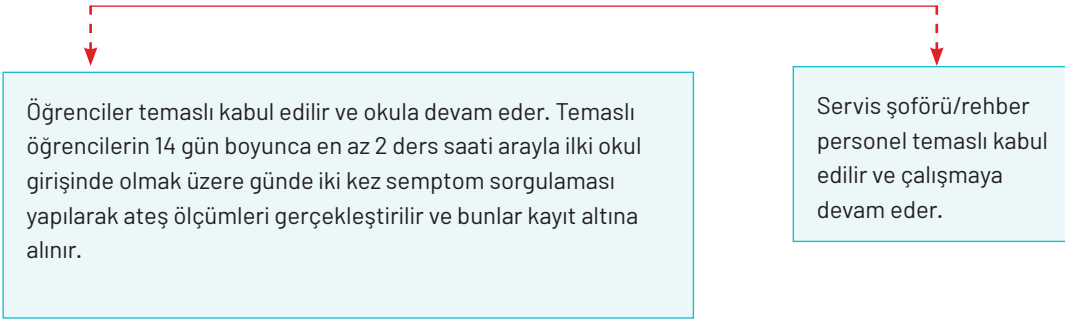 Öğrenciler temaslı kabul edilir ve okula devam eder. Temaslı
öğrencilerin 14 gün boyunca en az 2 ders saati arayla ilki okul
girişinde olmak üzere günde iki kez semptom sorgulaması
yapılarak ateş ölçümleri gerçekleştirilir ve bunlar kayıt altına
alınır.
Servis şoförü/rehber
personel temaslı kabul
edilir ve çalışmaya
devam eder.